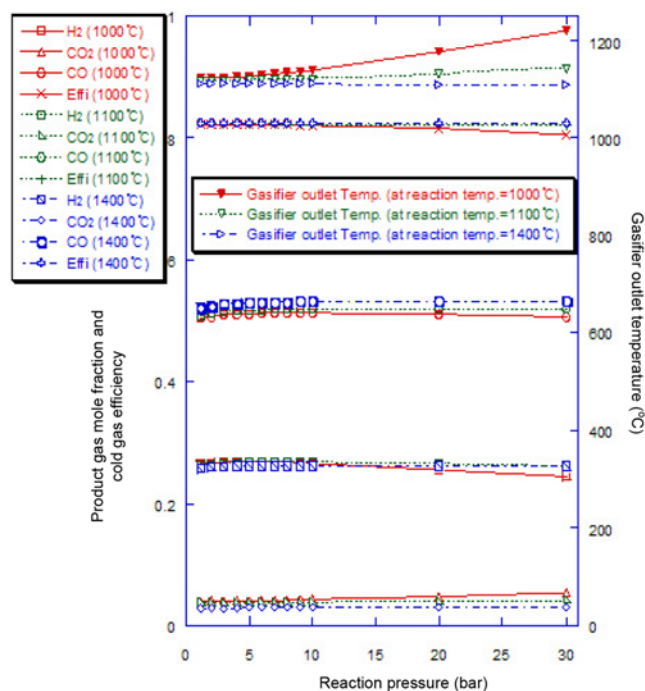 H2 (1000℃)
CO2 (1000℃)
CO (1000℃)
Effi (1000℃)
H2 (1100℃)
CO2 (1100℃)
CO (1100℃)
Effi (1100℃)
H2 (1400℃)
CO2 (1400℃)
CO (1400℃)
Effi (1400℃)
Gasifier outlet Temp. (at reaction temp.=1000℃)
Gasifier outlet Temp. (at reaction temp.=1100℃)
Gasifier outlet Temp. (at reaction temp.=1400℃)
Product gas mole fraction and
cold gas efficiency
1
8
6
0.4
0.2
0
Gasifier outlet temperature (°C)
1200
1000
800
600
400
200
0
0 5 10 15 20 25 30
Reaction pressure (bar)